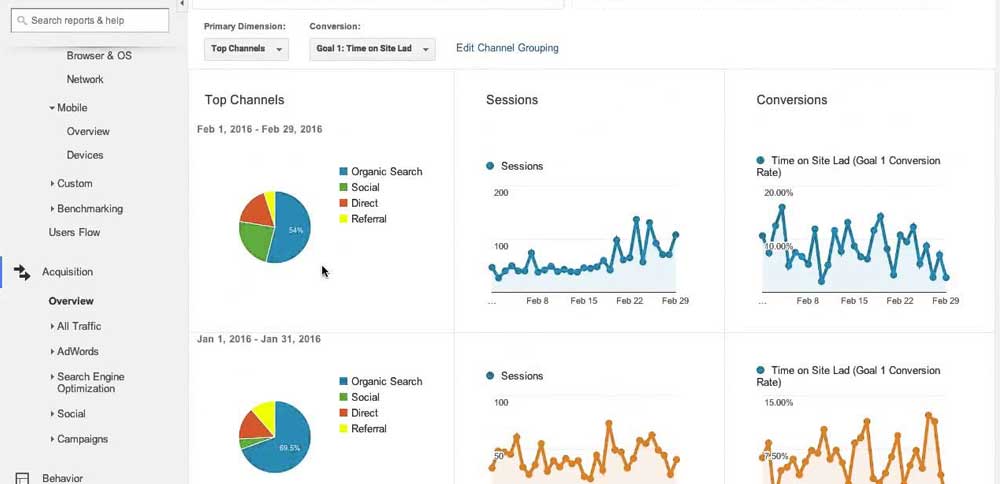 Search reports & help
Browser & OS
Network
Mobile
Overview
Devices
Custom
Benchmarking
Users Flow
Acquisition
Overview
All Traffic
AdWords
Search Engine
Optimization
Social
Campaigns
Behavior
Primary Dimension:
Conversion:
Top Channels
Goal 1: Time on Site Lad
Edit Channel Grouping
Top Channels
Sessions
Conversions
Feb 1, 2016 - Feb 29, 2016
Organic Search
Social
Direct
Referral
54%
Sessions
200
100
...
Feb 8
Feb 15
Feb 22
Feb 29
Time on Site Lad (Goal 1 Conversion
Rate)
20.00%
10.00%
...
Feb 8
Feb 15
Feb 22
Feb 29
Jan 1, 2016 - Jan 31, 2016
Organic Search
Social
Direct
Referral
69.5%
Sessions
100
50
Time on Site Lad (Goal 1 Conversion
Rate)
15.00%
7.50%